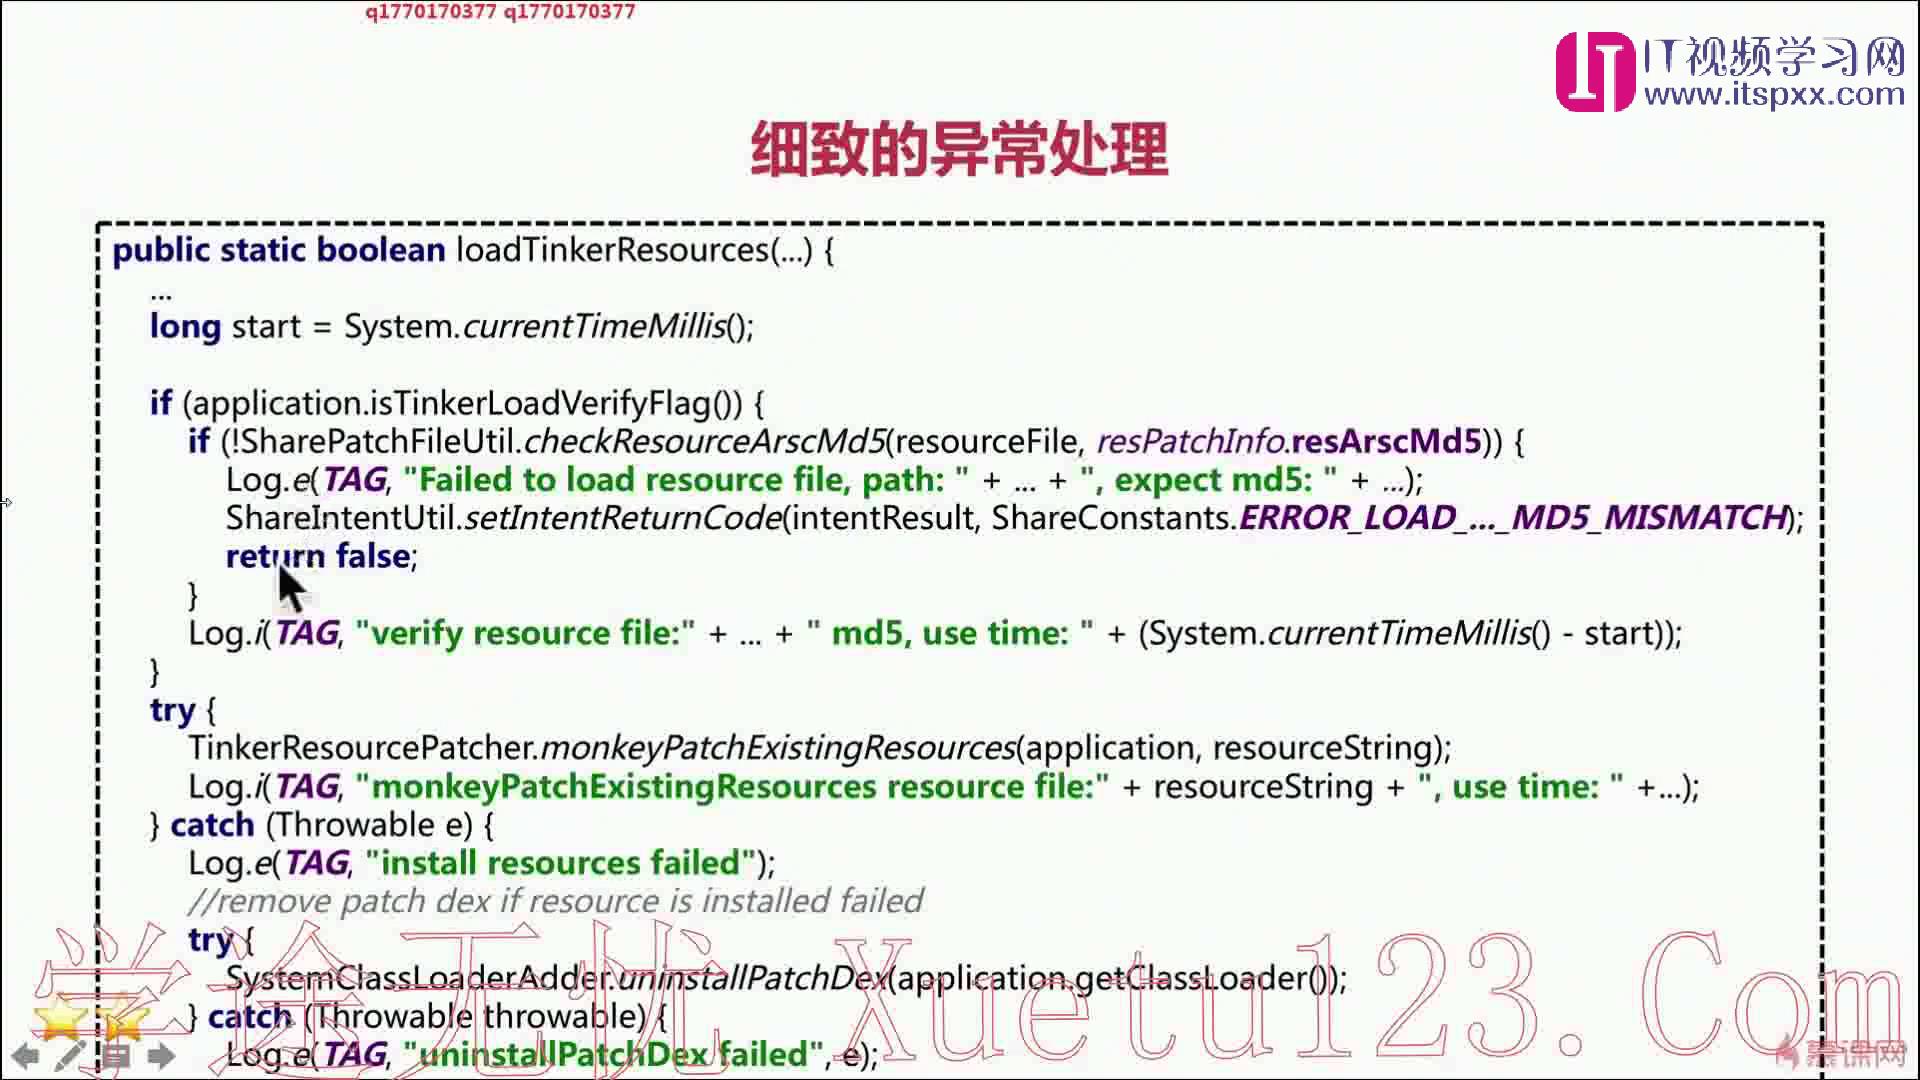 q1770170377 q1770170377
IT视频学习网
www.itspxx.com
细致的异常处理
public static boolean loadTinkerResources(...) {
...
long start = System.currentTimeMillis();
if (application.isTinkerLoadVerifyFlag()) {
if (!SharePatchFileUtil.checkResourceArscMd5(resourceFile, resPatchInfo.resArscMd5)) {
Log.e(TAG, "Failed to load resource file, path: " + ... + ", expect md5: " + ...);
ShareIntentUtil.setIntentReturnCode(intentResult, ShareConstants.ERROR_LOAD_..._MD5_MISMATCH);
return false;
}
Log.i(TAG, "verify resource file:" + ... + " md5, use time: " + (System.currentTimeMillis() - start));
}
try {
TinkerResourcePatcher.monkeyPatchExistingResources(application, resourceString);
Log.i(TAG, "monkeyPatchExistingResources resource file:" + resourceString + ", use time: " +...);
} catch (Throwable e) {
Log.e(TAG, "install resources failed");
//remove patch dex if resource is installed failed
try {
SystemClassLoaderAdder.uninstallPatchDex(application.getClassLoader());
} catch (Throwable throwable) {
Log.e(TAG, "uninstallPatchDex failed", e);
学途无忧 Xuetu123.Com
慕课网